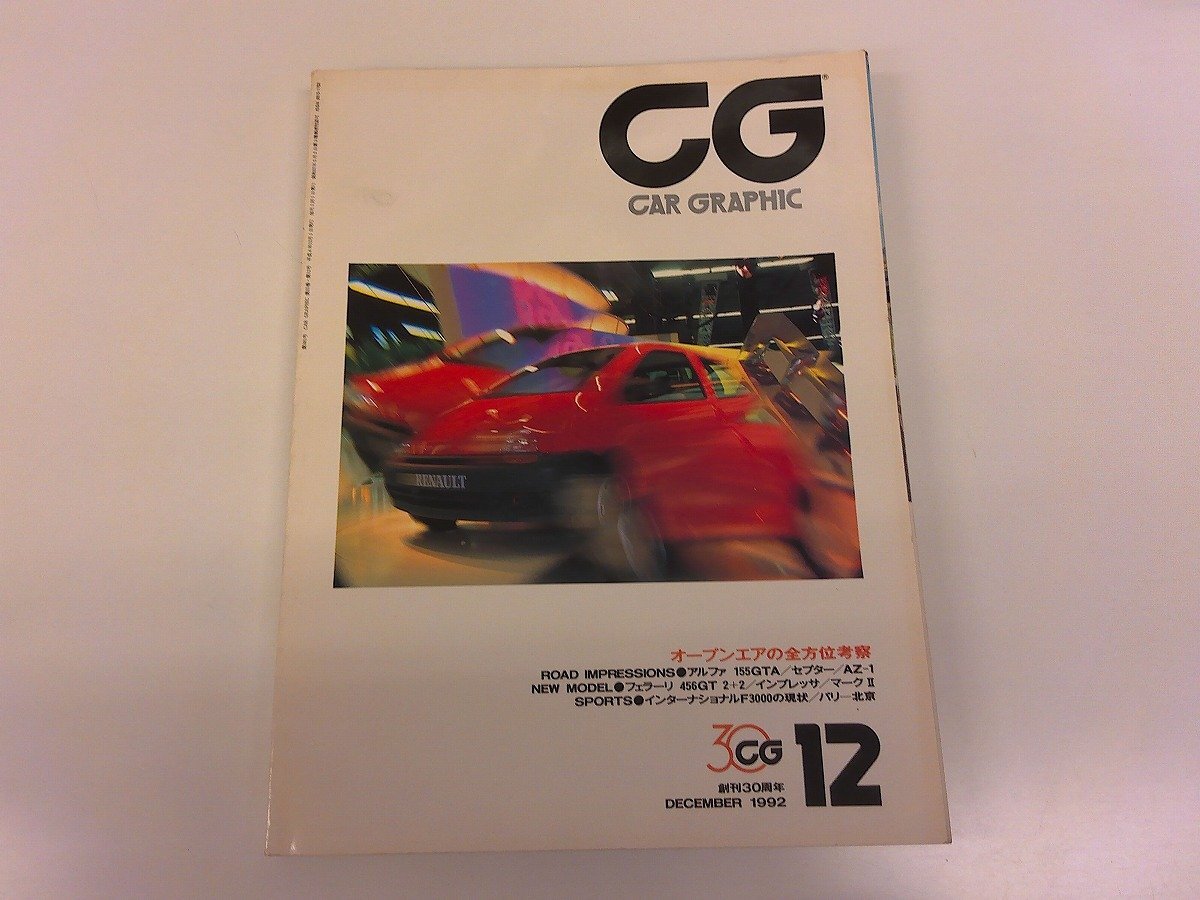 CG®
CAR GRAPHIC
RENAULT
オープンエアの全方位考察
ROAD IMPRESSIONS●アルファ 155GTA／セプター／AZ-1
NEW MODEL●フェラーリ 456GT 2+2／インプレッサ／マークⅡ
SPORTS●インターナショナルF3000の現状／パリ―北京
30 CG
創刊30周年
DECEMBER 1992
12